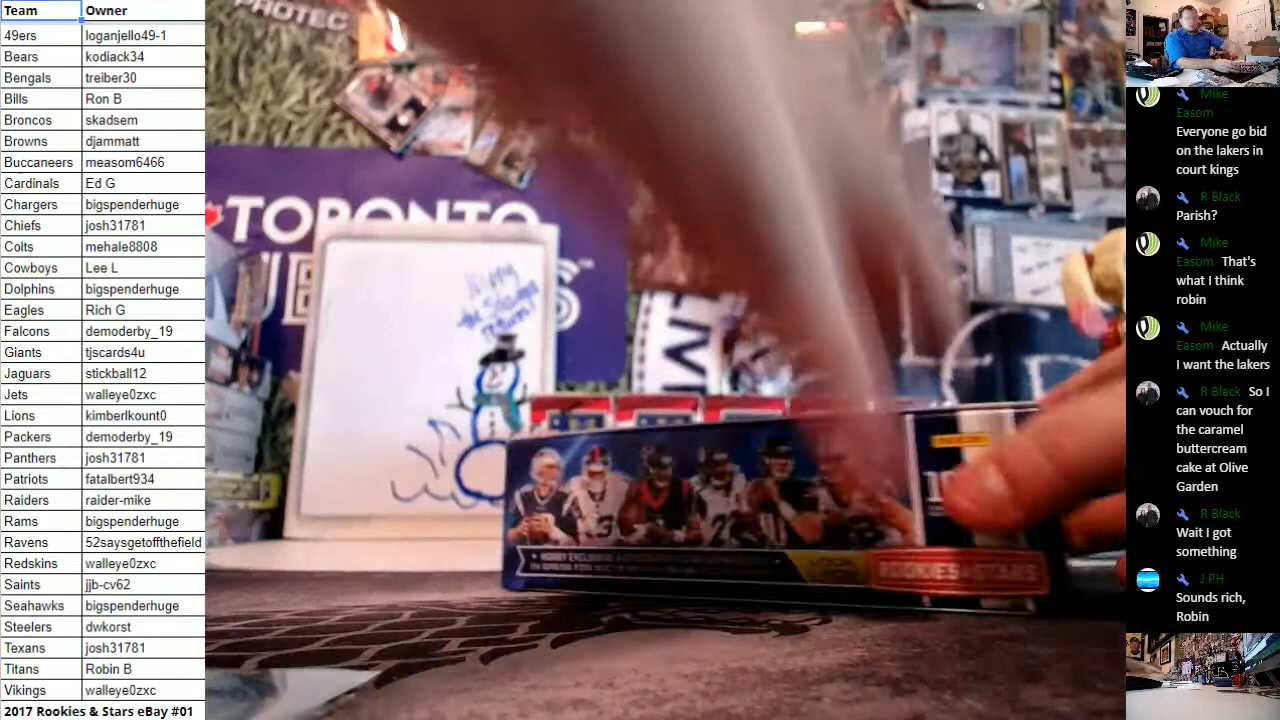 Team Owner
49ers loganjello49-1
Bears kodiack34
Bengals treiber30
Bills Ron B
Broncos skadsem
Browns djammatt
Buccaneers measom6466
Cardinals Ed G
Chargers bigspenderhuge
Chiefs josh31781
Colts mehale8808
Cowboys Lee L
Dolphins bigspenderhuge
Eagles Rich G
Falcons demoderby_19
Giants tjscards4u
Jaguars stickball12
Jets walleye0zxc
Lions kimberlkount0
Packers demoderby_19
Panthers josh31781
Patriots fatalbert934
Raiders raider-mike
Rams bigspenderhuge
Ravens 52saysgetoffthefield
Redskins walleye0zxc
Saints jjb-cv62
Seahawks bigspenderhuge
Steelers dwkorst
Texans josh31781
Titans Robin B
Vikings walleye0zxc
2017 Rookies & Stars eBay #01
PROTEC
TORONTO
ROOKIES & STARS
Mike
Easom
Everyone go bid
on the lakers in
court kings
R Black
Parish?
Mike
Easom That's
what I think
robin
Mike
Easom Actually
I want the lakers
R Black So I
can vouch for
the caramel
buttercream
cake at Olive
Garden
R Black
Wait I got
something
J PH
Sounds rich,
Robin